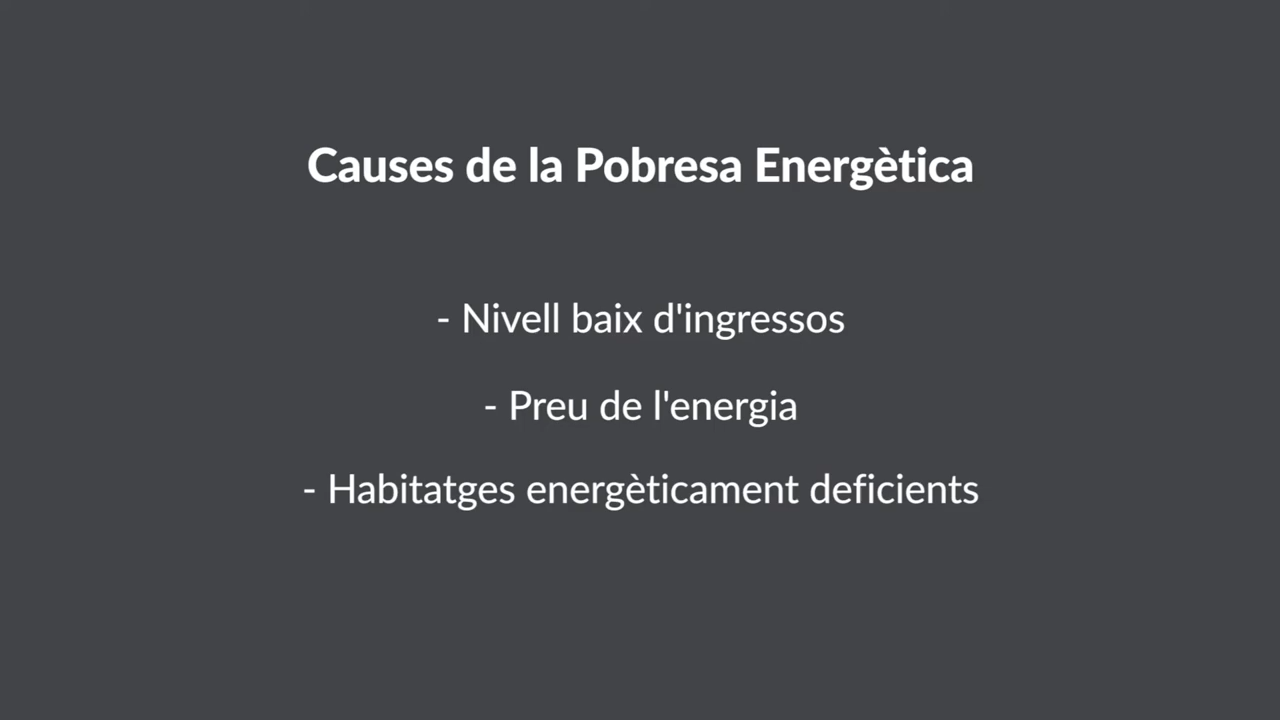 Causes de la Pobresa Energètica
- Nivell baix d'ingressos
- Preu de l'energia
- Habitatges energèticament deficients